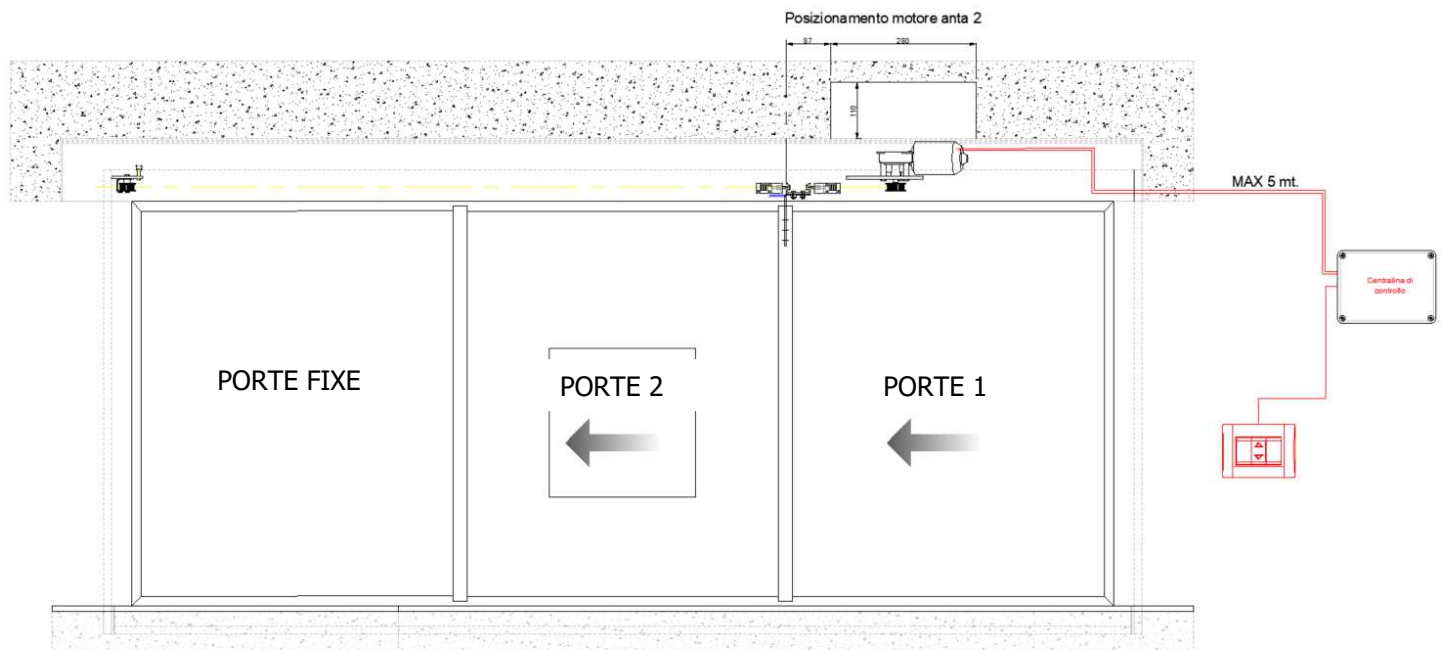 Posizionamento motore anta 2
87
280
110
MAX 5 mt.
Centralina di
controllo
PORTE FIXE
PORTE 2
PORTE 1